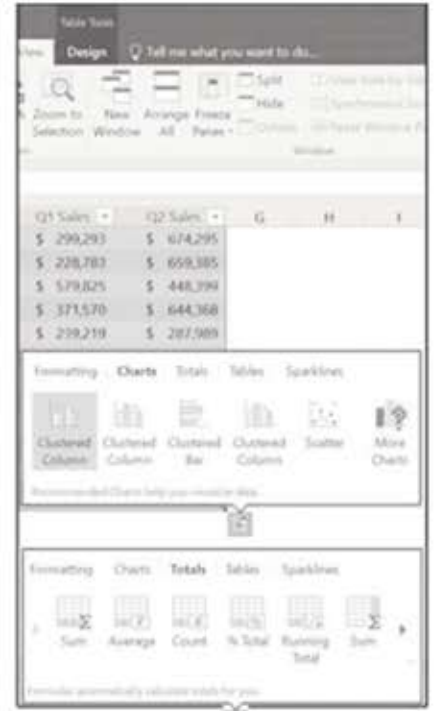 Table Tools
View Design Tell me what you want to do...
Zoom to Selection
New Window
Arrange All
Freeze Panes
Split
Hide
Window
Q1 Sales Q2 Sales G H I
$ 299,293 $ 674,295
$ 228,783 $ 659,385
$ 579,825 $ 448,399
$ 371,570 $ 644,368
$ 239,219 $ 287,989
Formatting Charts Totals Tables Sparklines
Clustered Column
Clustered Column
Clustered Bar
Clustered Column
Scatter
More Charts
Recommended Charts help you visualize data.
Formatting Charts Totals Tables Sparklines
Sum Average Count % Total Running Total Sum
Formulas automatically calculate totals for you.